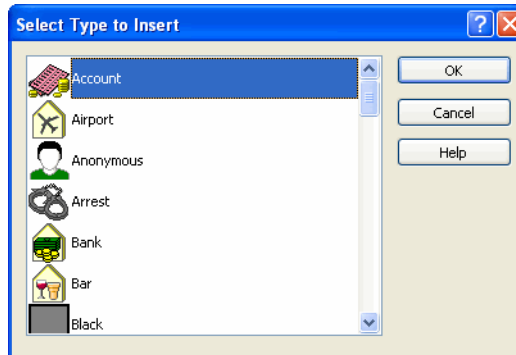 Select Type to Insert
Account
Airport
Anonymous
Arrest
Bank
Bar
Black
OK
Cancel
Help